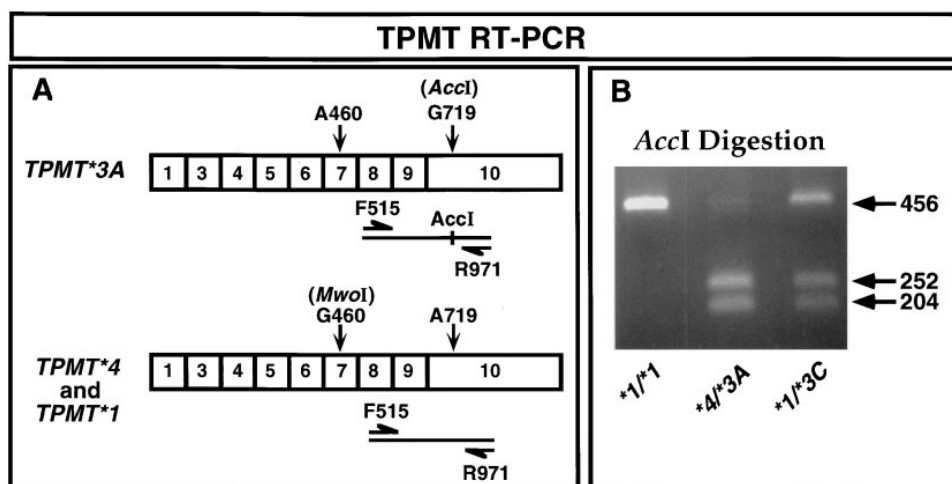 TPMT RT-PCR
A
(AccI)
A460 G719
TPMT*3A
1 3 4 5 6 7 8 9 10
F515 AccI
R971
(MwoI)
G460 A719
TPMT*4
and
TPMT*1
1 3 4 5 6 7 8 9 10
F515
R971
B
AccI Digestion
456
252
204
*1/*1 *4/*3A *1/*3C